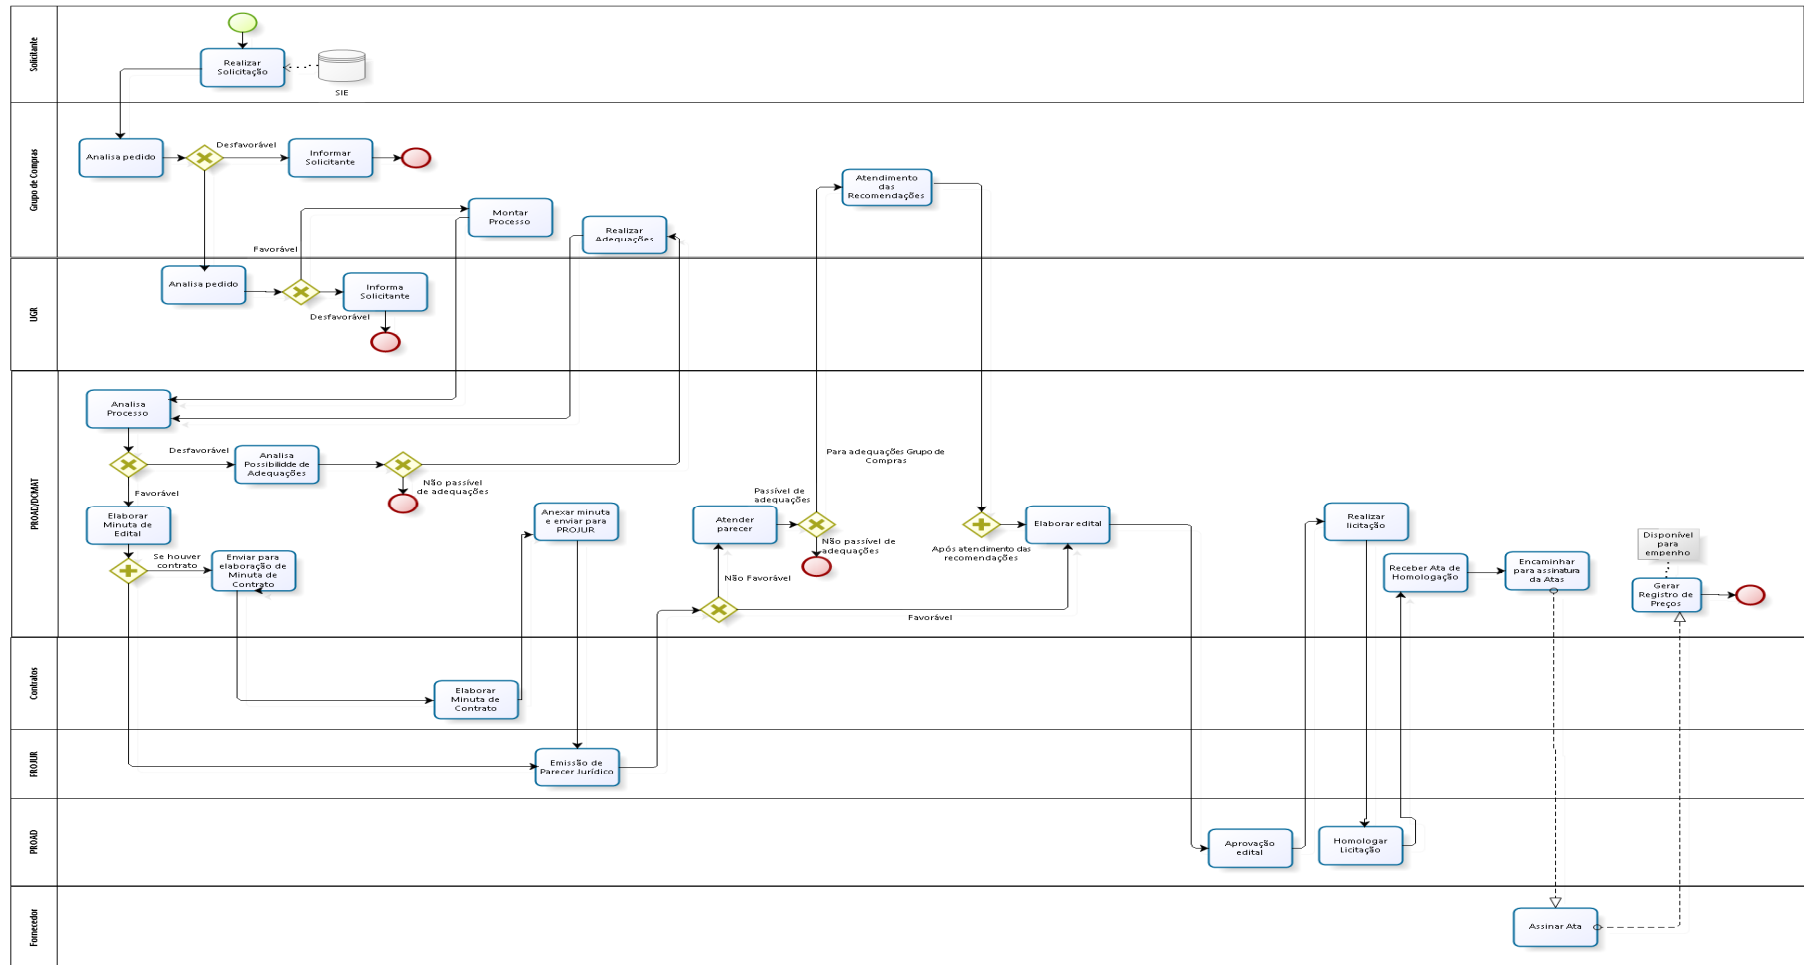 Solicitante
Realizar
Solicitação
SIE
Grupo de Compras
Analisa pedido
Desfavorável
Informar
Solicitante
Atendimento
das
Recomendações
Montar
Processo
Realizar
Adequações
Favorável
UGR
Analisa pedido
Informa
Solicitante
Desfavorável
PROAD/DCMAT
Analisa
Processo
Desfavorável
Analisa
Possibilidde de
Adequações
Não passível
de adequações
Favorável
Elaborar
Minuta de
Edital
Se houver
contrato
Enviar para
elaboração de
Minuta de
Contrato
Anexar minuta
e enviar para
PROJUR
Atender
parecer
Passível de
adequações
Para adequações Grupo de
Compras
Não passivel de
adequações
Não Favorável
Favorável
Após atendimento das
recomendações
Elaborar edital
Realizar
licitação
Receber Ata de
Homologação
Encaminhar
para assinatura
da Atas
Disponível
para
empenho
Gerar
Registro de
Preços
Contratos
Elaborar
Minuta de
Contrato
PROJUR
Emissão de
Parecer Jurídico
PROAD
Aprovação
edital
Homologar
Licitação
Fornecedor
Assinar Ata